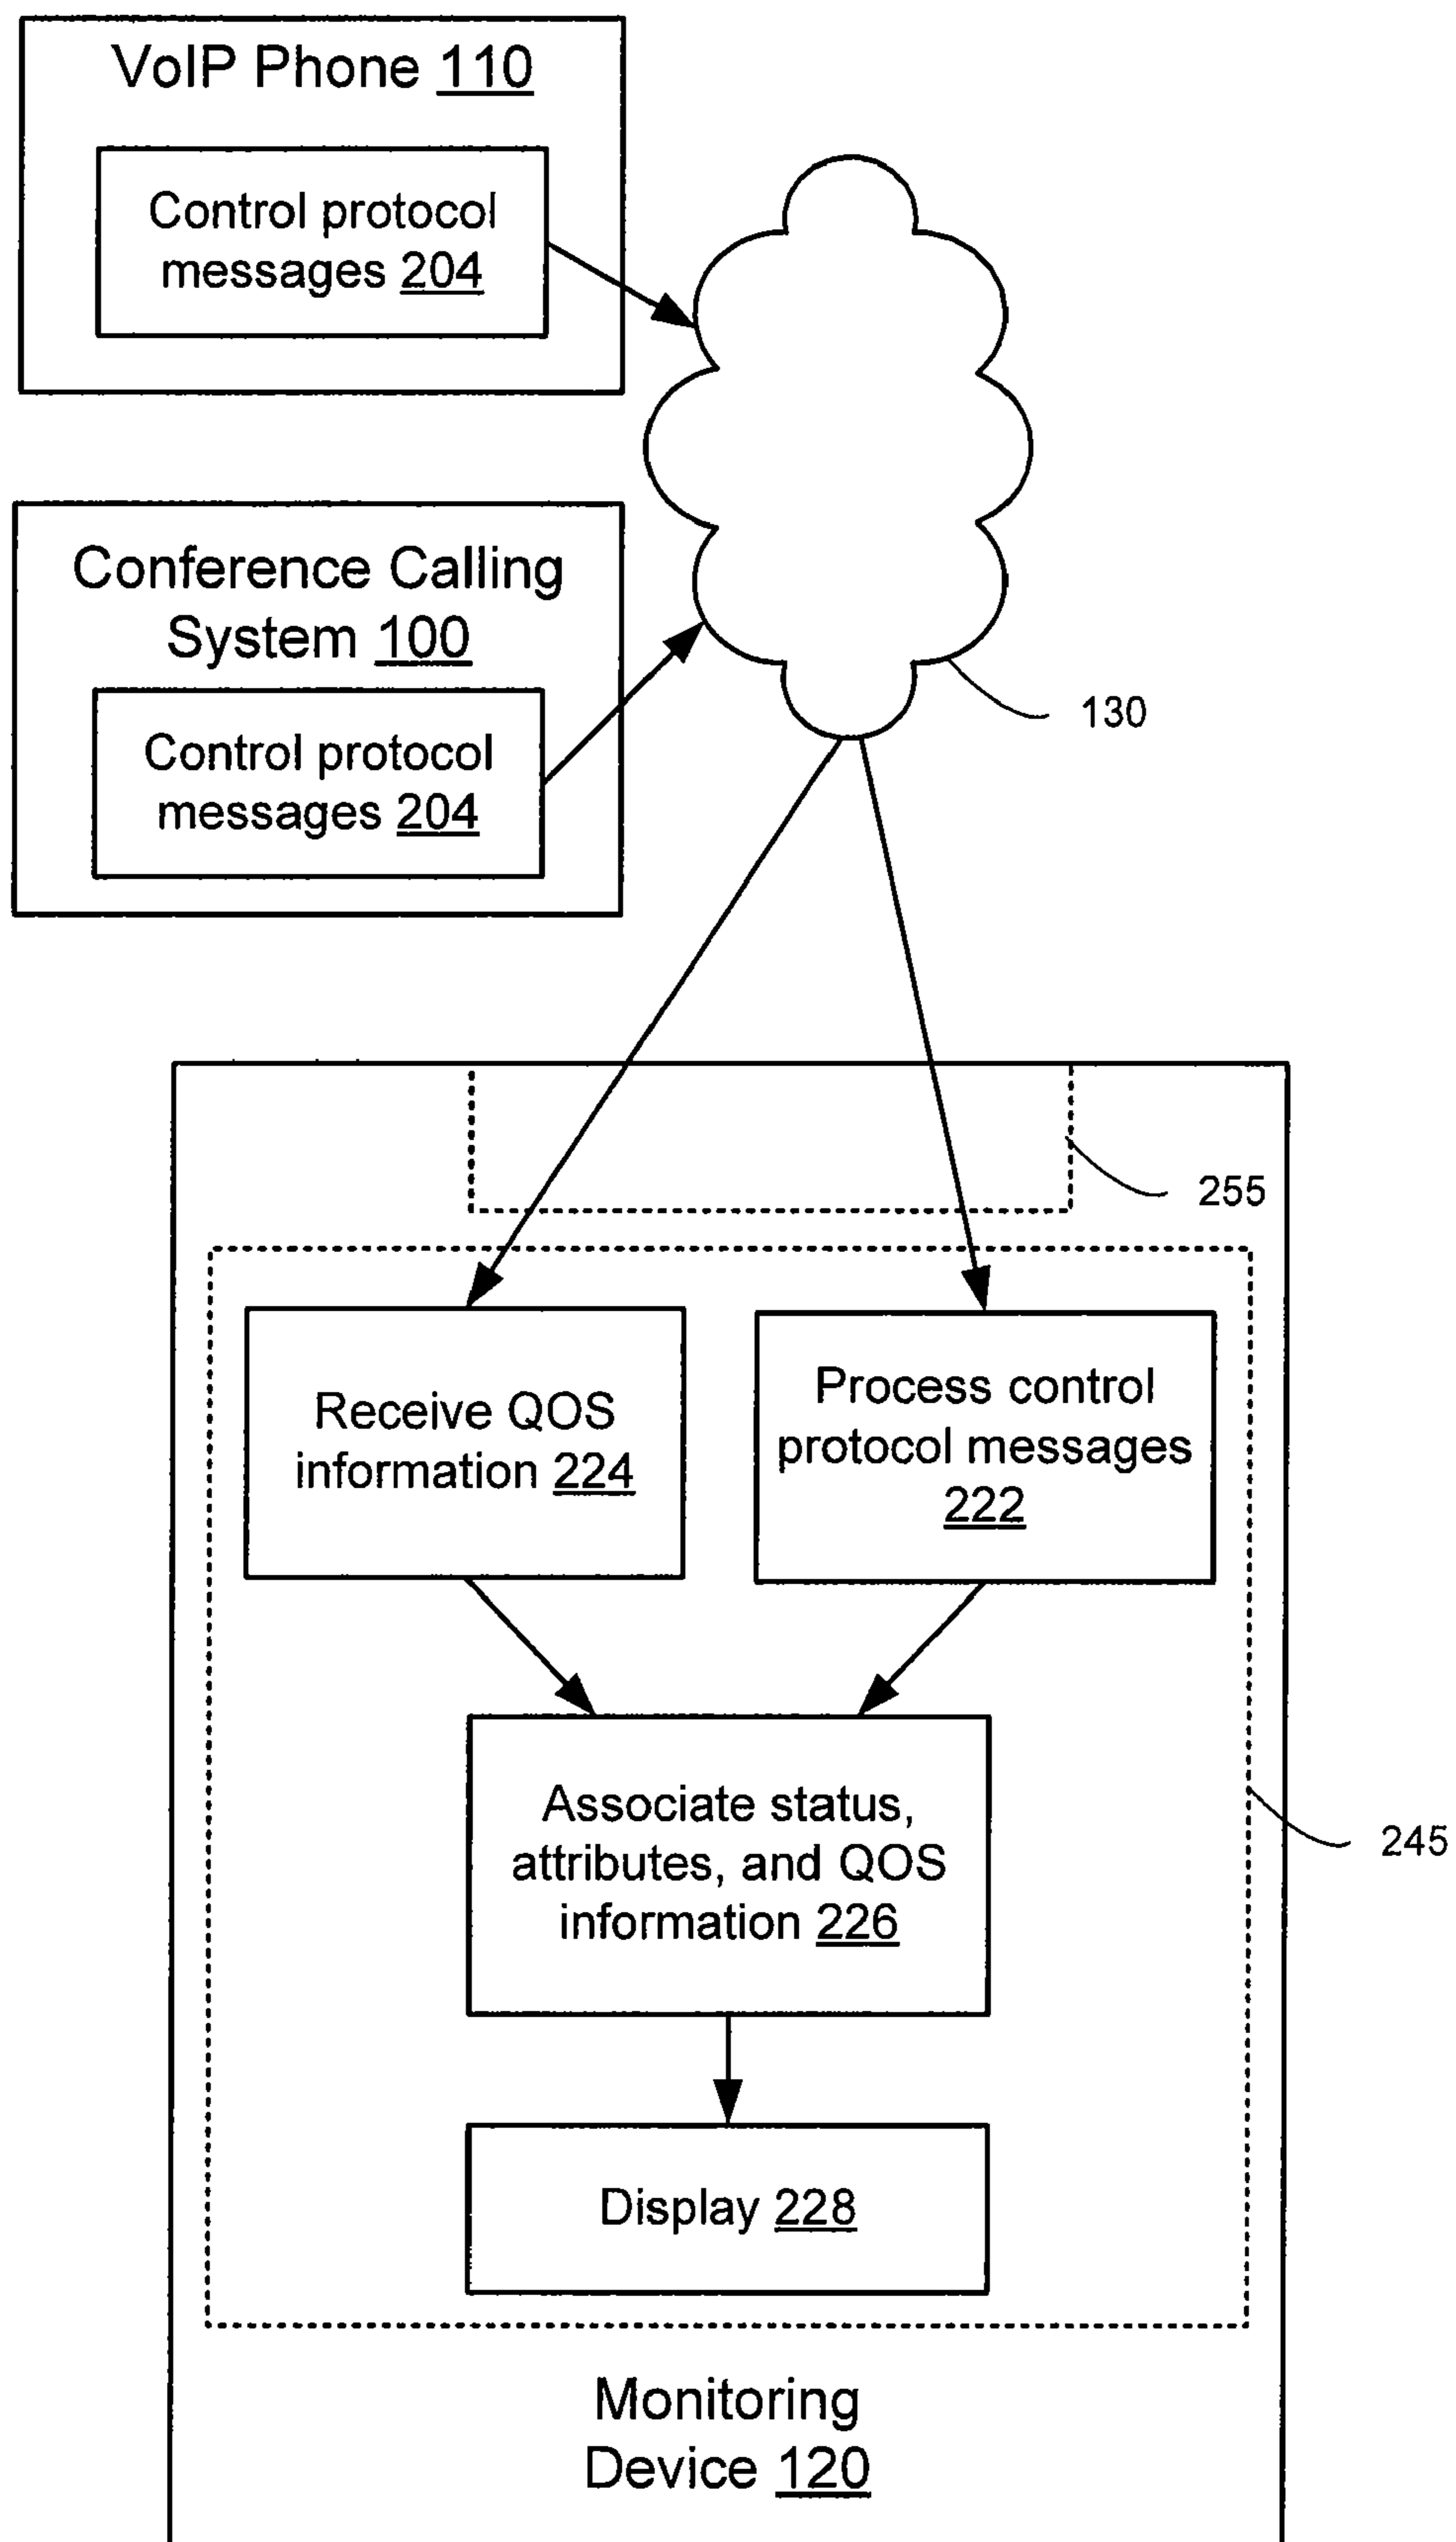 VoIP Phone 110
Control protocol
messages 204
Conference Calling
System 100
Control protocol
messages 204
130
255
Receive QOS
information 224
Process control
protocol messages
222
Associate status,
attributes, and QOS
information 226
245
Display 228
Monitoring
Device 120